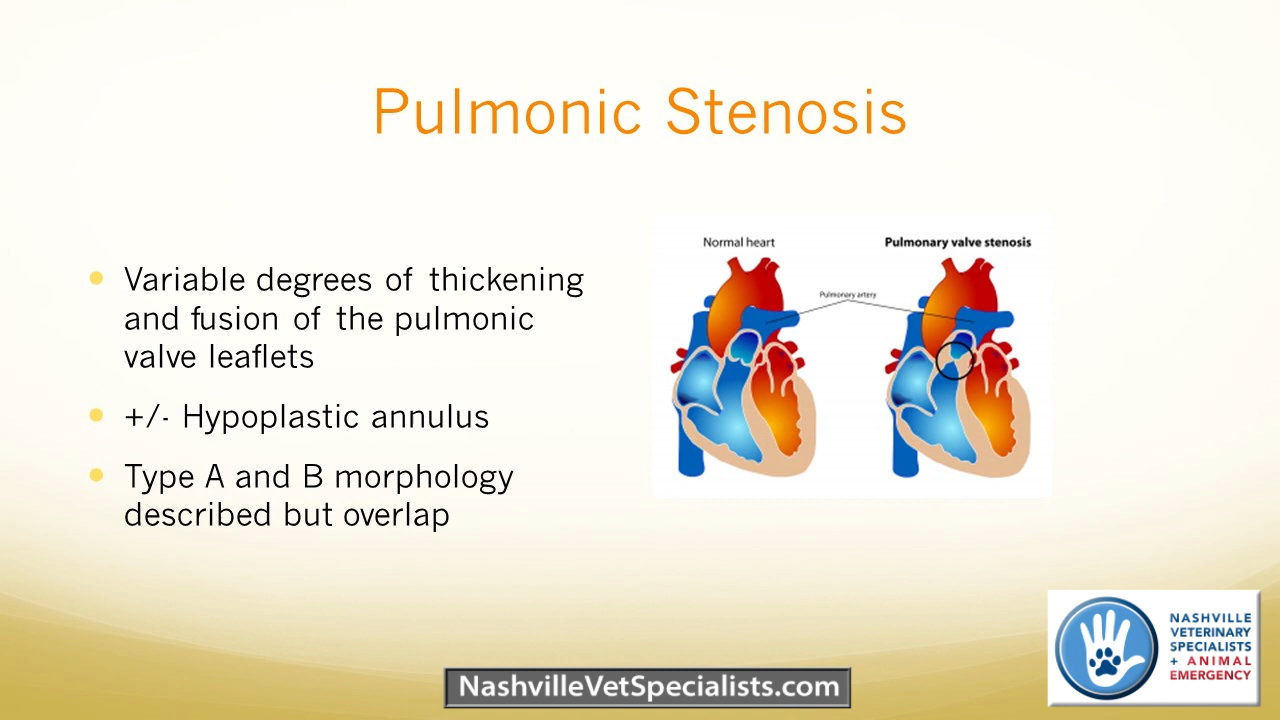 Pulmonic Stenosis
Variable degrees of thickening
and fusion of the pulmonic
valve leaflets
+/- Hypoplastic annulus
Type A and B morphology
described but overlap
Normal heart
Pulmonary valve stenosis
Pulmonary artery
NASHVILLE
VETERINARY
SPECIALISTS
+ ANIMAL
EMERGENCY
NashvilleVetSpecialists.com